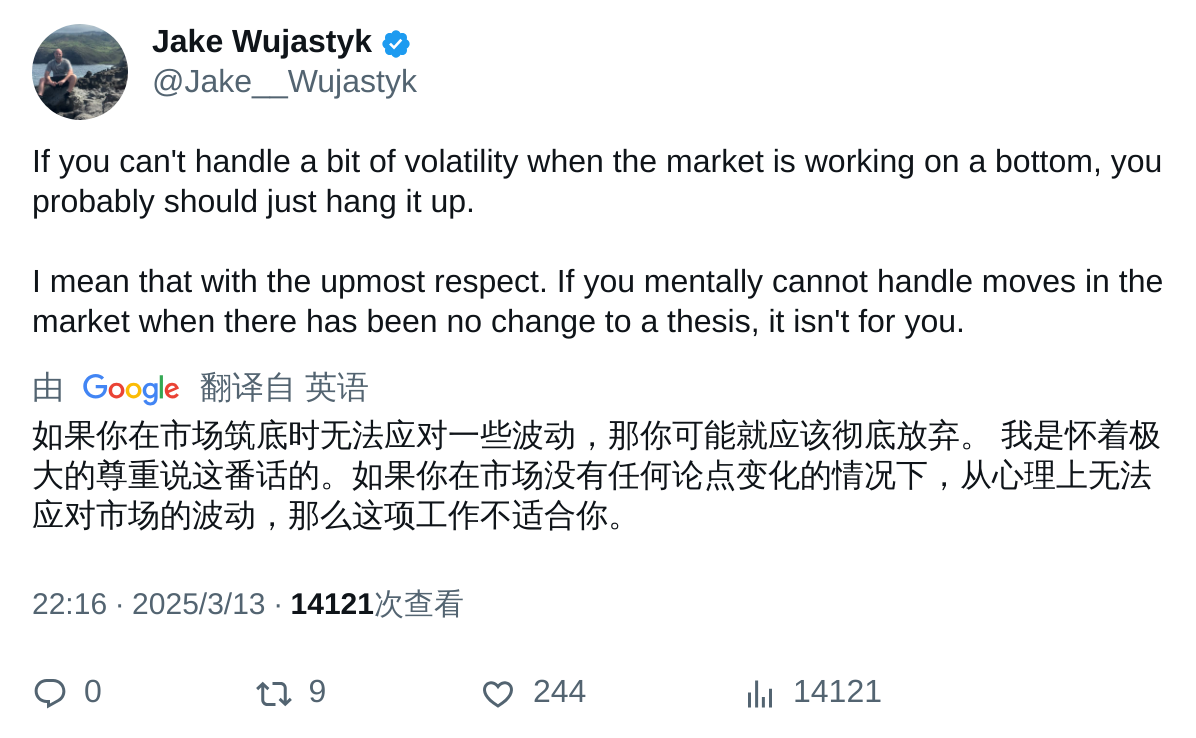 Jake Wujastyk
@Jake__Wujastyk
If you can't handle a bit of volatility when the market is working on a bottom, you
probably should just hang it up.
I mean that with the upmost respect. If you mentally cannot handle moves in the
market when there has been no change to a thesis, it isn't for you.
由 Google 翻译自 英语
如果你在市场筑底时无法应对一些波动，那你可能就应该彻底放弃。 我是怀着极
大的尊重说这番话的。如果你在市场没有任何论点变化的情况下，从心理上无法
应对市场的波动，那么这项工作不适合你。
22:16 · 2025/3/13 · 14121次查看
0 9 244 14121